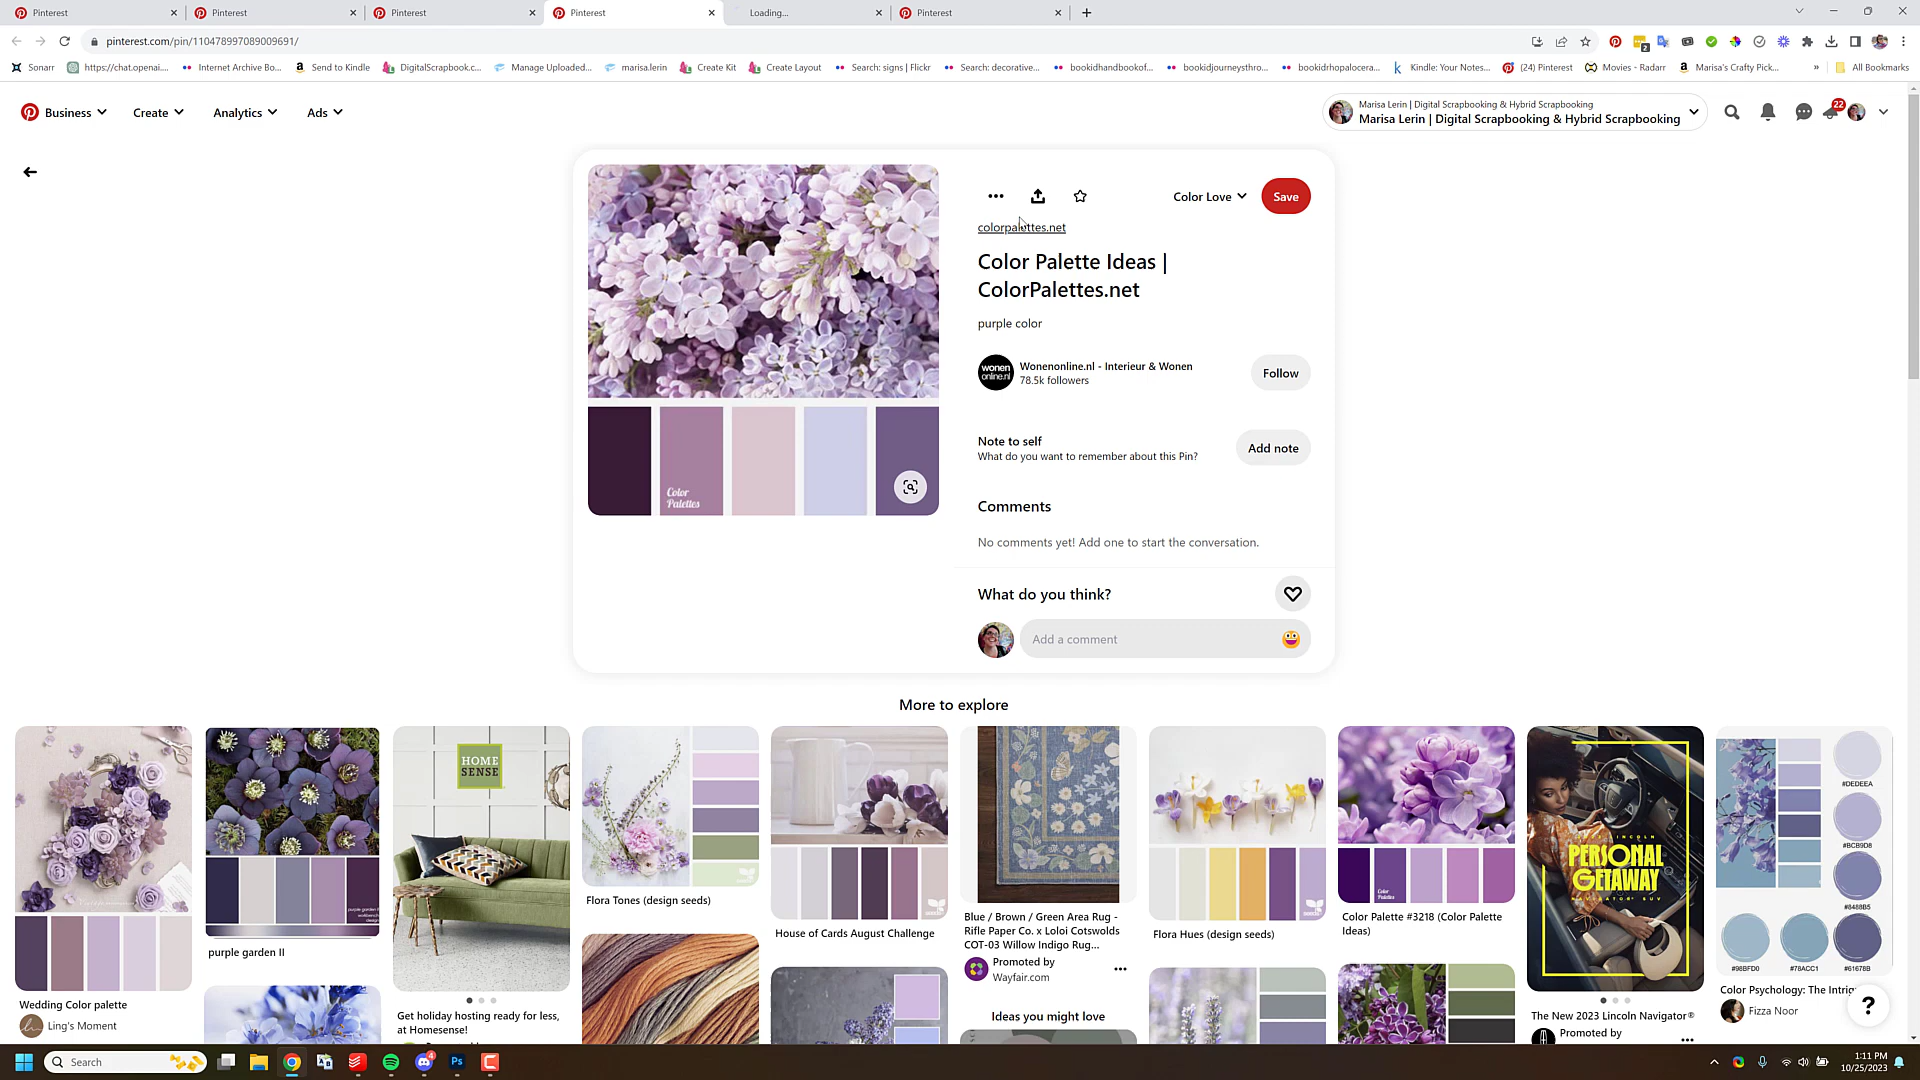 Pinterest
Pinterest
Pinterest
Pinterest
Loading...
Pinterest
pinterest.com/pin/110478997089009691/
Sonarr
https://chat.openai....
Internet Archive Bo...
Send to Kindle
DigitalScrapbook.c...
Manage Uploaded...
marisa.lerin
Create Kit
Create Layout
Search: signs | Flickr
Search: decorative...
bookidhandbookof...
bookidjourneysthro...
bookidrhopalocera...
Kindle: Your Notes...
(24) Pinterest
Movies - Radarr
Marisa's Crafty Pick...
»
All Bookmarks
Business
Create
Analytics
Ads
Marisa Lerin | Digital Scrapbooking & Hybrid Scrapbooking
Marisa Lerin | Digital Scrapbooking & Hybrid Scrapbooking
22
Color Love
Save
colorpalettes.net
Color Palette Ideas |
ColorPalettes.net
purple color
wonen
online.nl
Wonenonline.nl - Interieur & Wonen
78.5k followers
Follow
Note to self
What do you want to remember about this Pin?
Add note
Color
Palettes
Comments
No comments yet! Add one to start the conversation.
What do you think?
Add a comment
More to explore
Wedding Color palette
Ling's Moment
purple garden II
HOME
SENSE
Get holiday hosting ready for less,
at Homesense!
Flora Tones (design seeds)
House of Cards August Challenge
Blue / Brown / Green Area Rug -
Rifle Paper Co. x Loloi Cotswolds
COT-03 Willow Indigo Rug...
Promoted by
Wayfair.com
Ideas you might love
Flora Hues (design seeds)
Color
Palettes
Color Palette #3218 (Color Palette
Ideas)
PERSONAL
GETAWAY
The New 2023 Lincoln Navigator®
Promoted by
#DEDEEA
#BCB9D8
#8488B5
#98BFD0
#78ACC1
#61678B
Color Psychology: The Intrig
Fizza Noor
?
Search
4
Ps
1:11 PM
10/25/2023